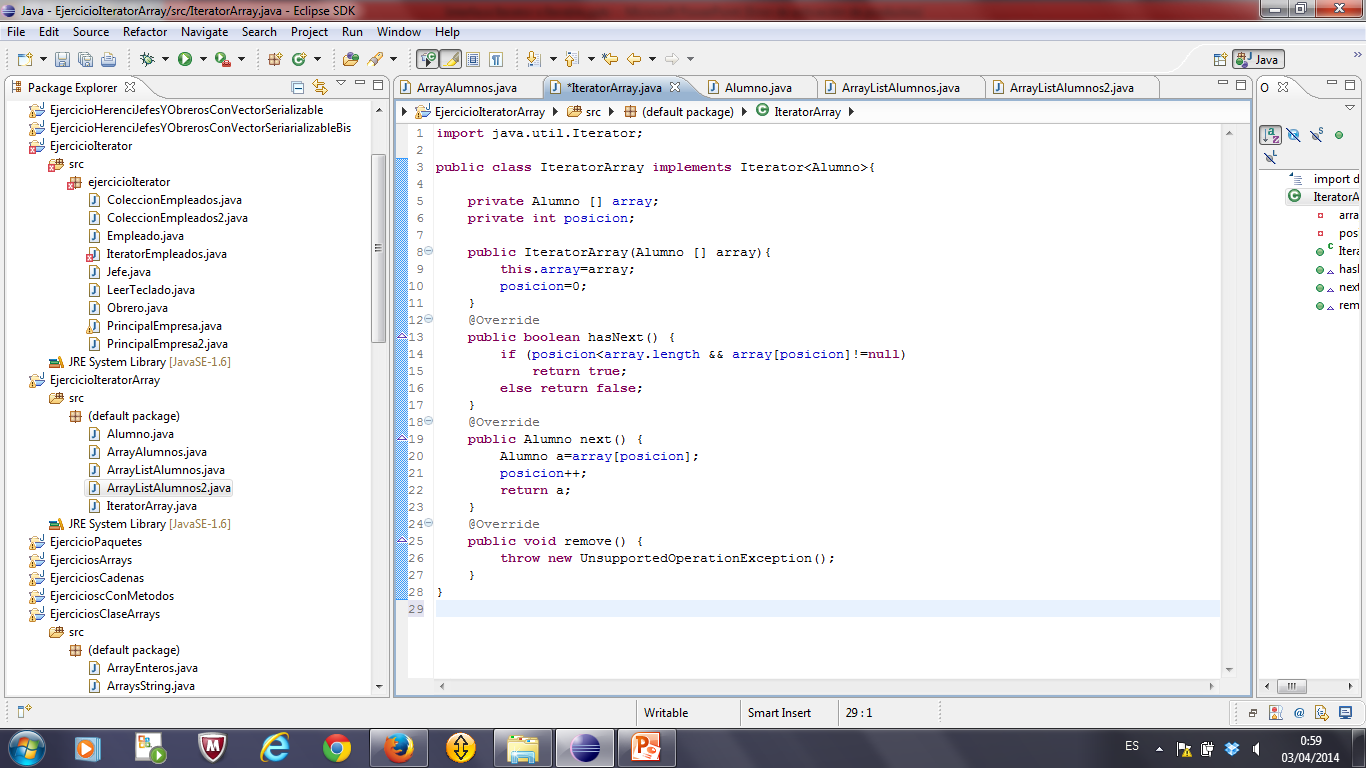 Java - EjercicioIteratorArray/src/IteratorArray.java - Eclipse SDK
File Edit Source Refactor Navigate Search Project Run Window Help
Java
Package Explorer
EjercicioHerenciJefesYObrerosConVectorSerializable
EjercicioHerenciJefesYObrerosConVectorSeriarializableBis
EjercicioIterator
src
ejercicioIterator
ColeccionEmpleados.java
ColeccionEmpleados2.java
Empleado.java
IteratorEmpleados.java
Jefe.java
LeerTeclado.java
Obrero.java
PrincipalEmpresa.java
PrincipalEmpresa2.java
JRE System Library [JavaSE-1.6]
EjercicioIteratorArray
src
(default package)
Alumno.java
ArrayAlumnos.java
ArrayListAlumnos.java
ArrayListAlumnos2.java
IteratorArray.java
JRE System Library [JavaSE-1.6]
EjercicioPaquetes
EjerciciosArrays
EjerciciosCadenas
EjercicioscConMetodos
EjerciciosClaseArrays
src
(default package)
ArrayEnteros.java
ArraysString.java
ArrayAlumnos.java *IteratorArray.java Alumno.java ArrayListAlumnos.java ArrayListAlumnos2.java
EjercicioIteratorArray src (default package) IteratorArray
1 import java.util.Iterator;
2
3 public class IteratorArray implements Iterator<Alumno>{
4
5 private Alumno [] array;
6 private int posicion;
7
8 public IteratorArray(Alumno [] array){
9 this.array=array;
10 posicion=0;
11 }
12 @Override
13 public boolean hasNext() {
14 if (posicion<array.length && array[posicion]!=null)
15 return true;
16 else return false;
17 }
18 @Override
19 public Alumno next() {
20 Alumno a=array[posicion];
21 posicion++;
22 return a;
23 }
24 @Override
25 public void remove() {
26 throw new UnsupportedOperationException();
27 }
28 }
29
O
import d
IteratorA
arra
pos
Itera
hasl
next
rem
Writable Smart Insert 29 : 1
ES
0:59
03/04/2014